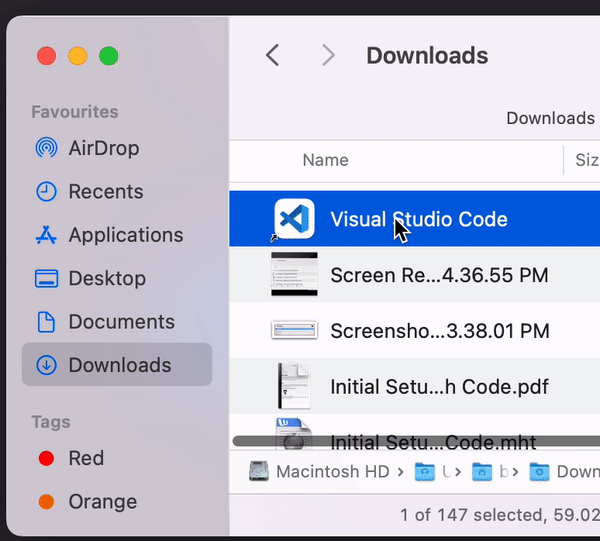 Downloads
Favourites
AirDrop
Recents
Applications
Desktop
Documents
Downloads
Tags
Red
Orange
Downloads
Name
Siz
Visual Studio Code
Screen Re...4.36.55 PM
Screensho...3.38.01 PM
Initial Setu...h Code.pdf
Initial Setu...Code.mht
Macintosh HD › U › b › Down
1 of 147 selected, 59.02